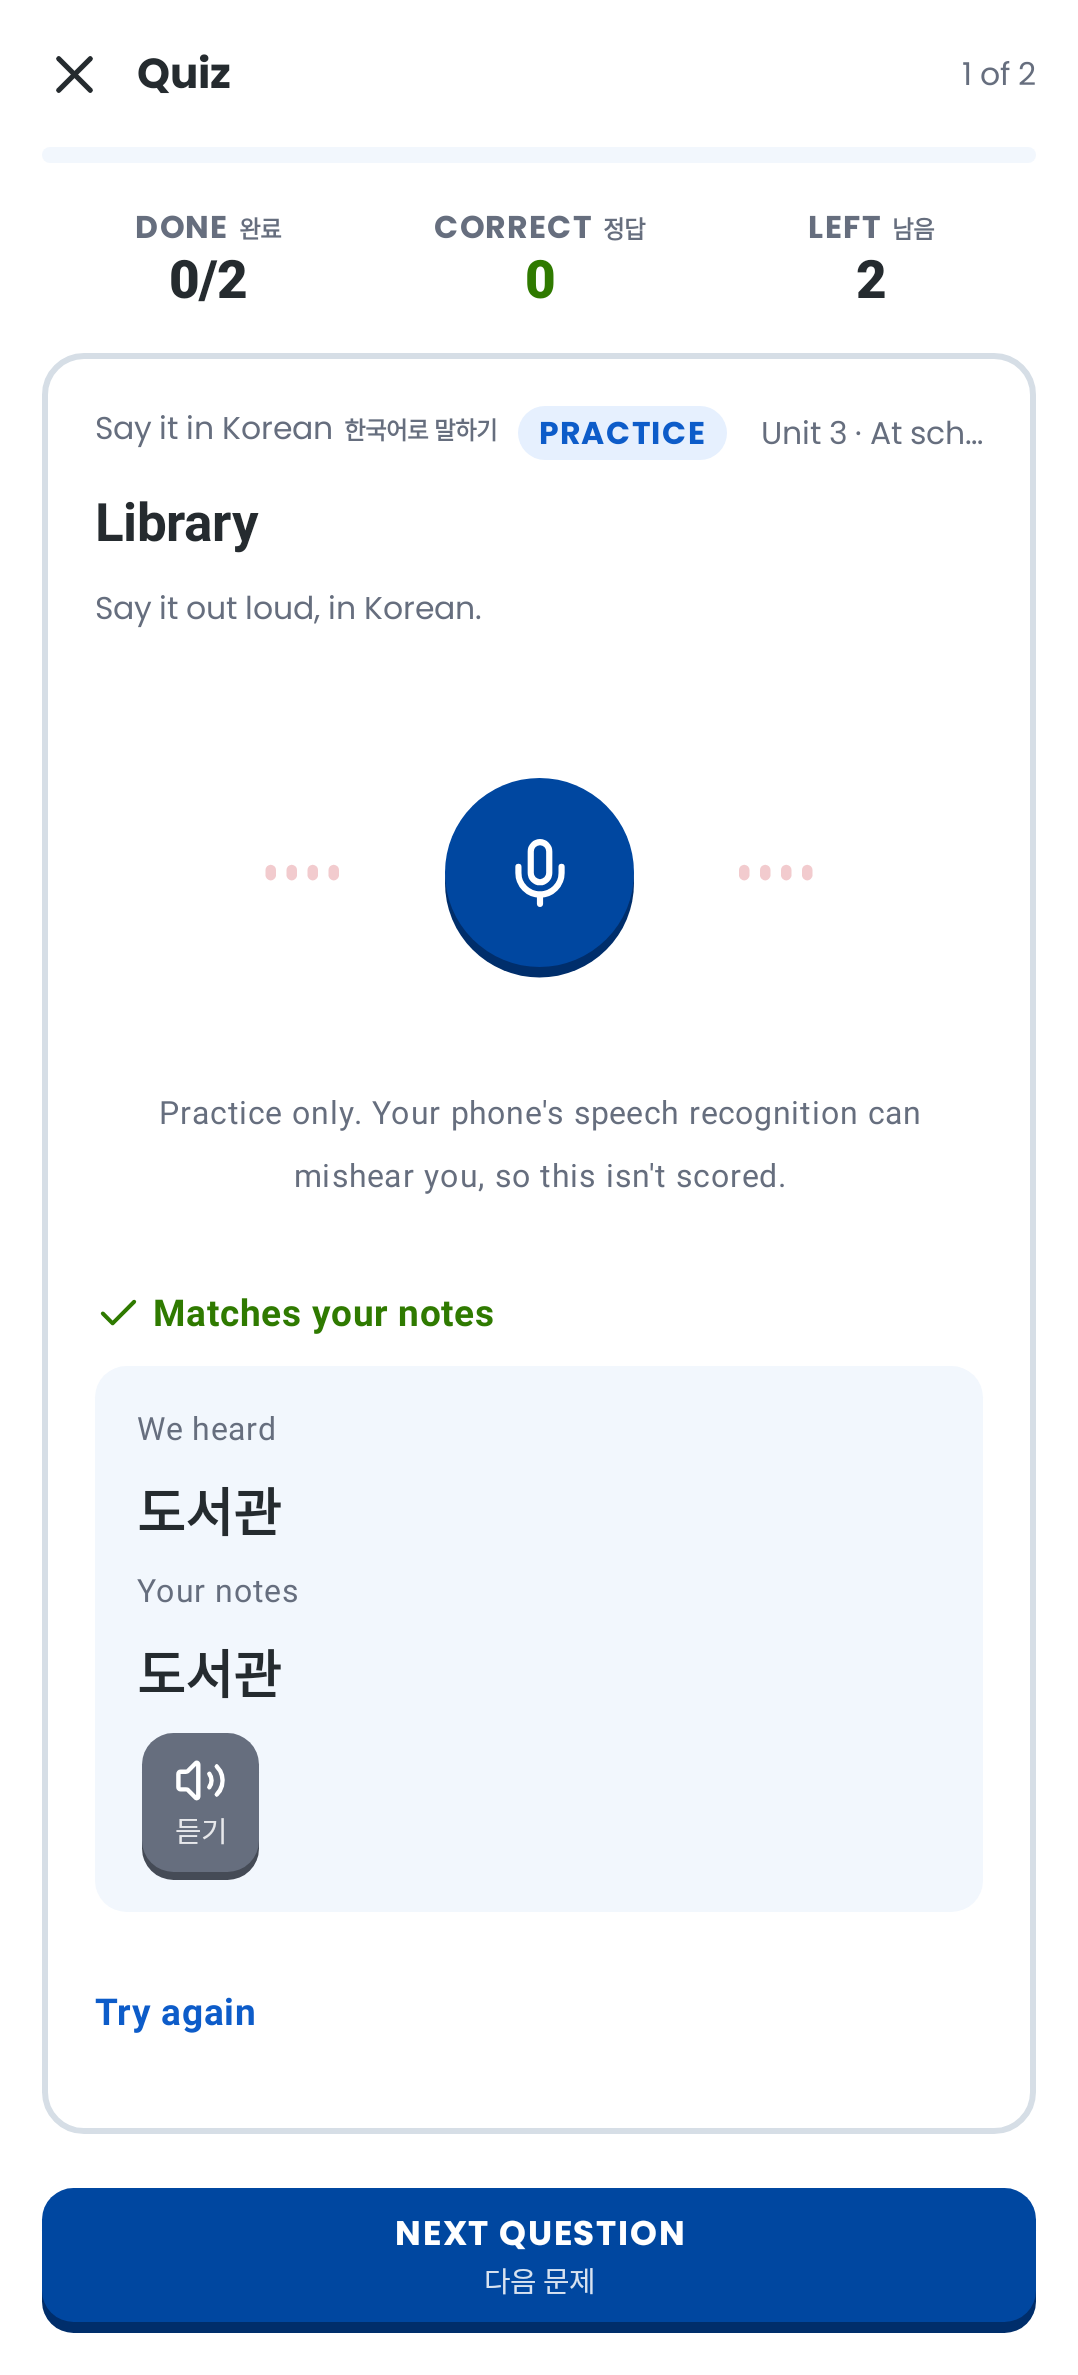 Quiz
1 of 2
DONE 완료
0/2
CORRECT 정답
0
LEFT 남음
2
Say it in Korean 한국어로 말하기
PRACTICE
Unit 3 · At sch...
Library
Say it out loud, in Korean.
Practice only. Your phone's speech recognition can
mishear you, so this isn't scored.
Matches your notes
We heard
도서관
Your notes
도서관
듣기
Try again
NEXT QUESTION
다음 문제